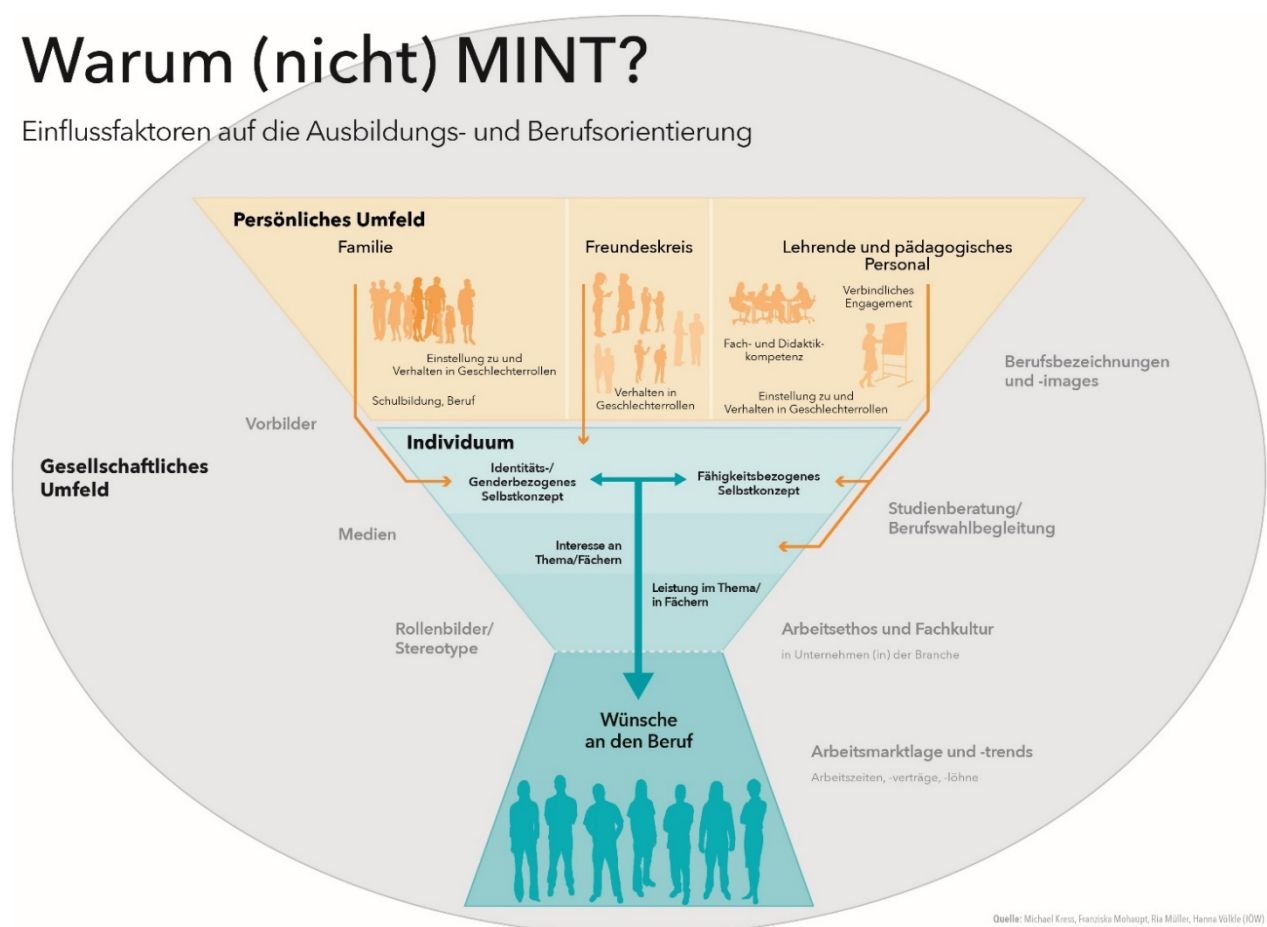 Warum (nicht) MINT?
Einflussfaktoren auf die Ausbildungs- und Berufsorientierung
Persönliches Umfeld
Familie
Einstellung zu und
Verhalten in Geschlechterrollen
Schulbildung, Beruf
Freundeskreis
Verhalten in
Geschlechterrollen
Lehrende und pädagogisches
Personal
Verbindliches
Engagement
Fach- und Didaktik-
kompetenz
Einstellung zu und
Verhalten in Geschlechterrollen
Gesellschaftliches
Umfeld
Vorbilder
Medien
Rollenbilder/
Stereotype
Individuum
Identitäts-/
Genderbezogenes
Selbstkonzept
Fähigkeitsbezogenes
Selbstkonzept
Interesse an
Thema/Fächern
Leistung im Thema/
in Fächern
Wünsche
an den Beruf
Berufsbezeichnungen
und -images
Studienberatung/
Berufswahlbegleitung
Arbeitsethos und Fachkultur
in Unternehmen (in) der Branche
Arbeitsmarktlage und -trends
Arbeitszeiten, -verträge, -löhne
Quelle: Michael Kress, Franziska Mohaupt, Ria Müller, Hanna Völkle (IÖW)